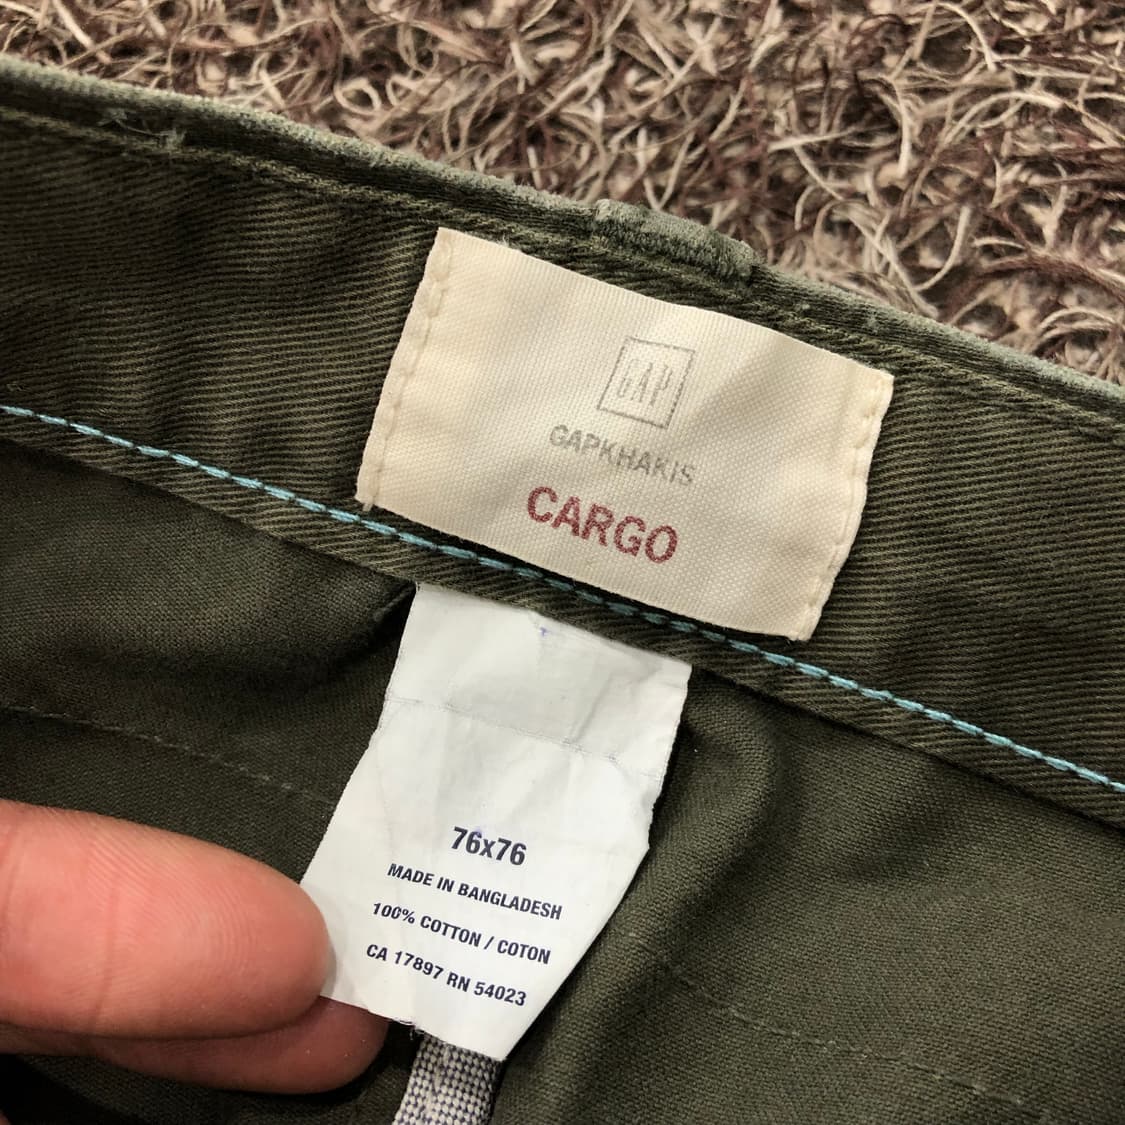 GAP
GAPKHAKIS
CARGO
76x76
MADE IN BANGLADESH
100% COTTON / COTON
CA 17897 RN 54023